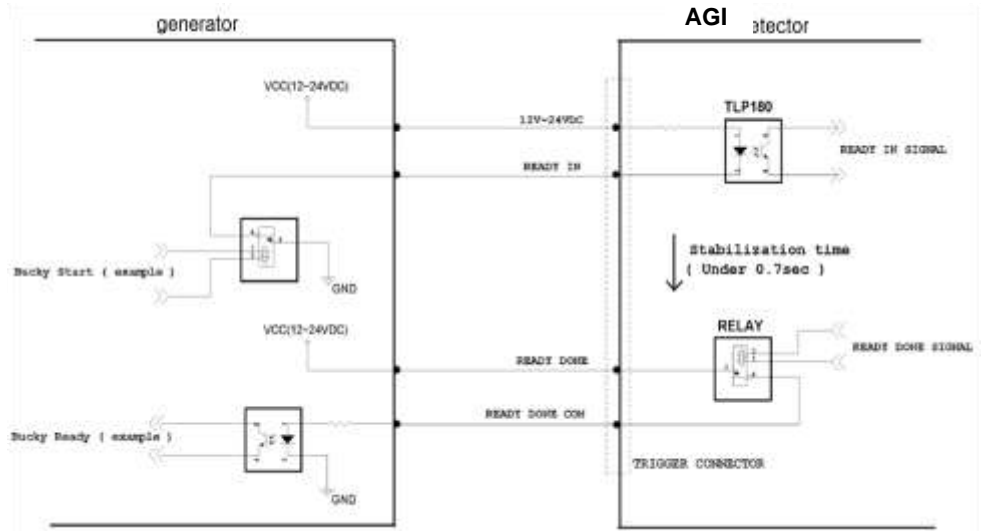 generator
AGI
etector
VCC(12~24VDC)
12V~24VDC
TLP180
READY IN SIGNAL
READY IN
Bucky Start ( example )
GND
Stabilization time
( Under 0.7sec )
VCC(12~24VDC)
RELAY
READY DONE SIGNAL
READY DONE
READY DONE COM
Bucky Ready ( example )
TRIGGER CONNECTOR
GND